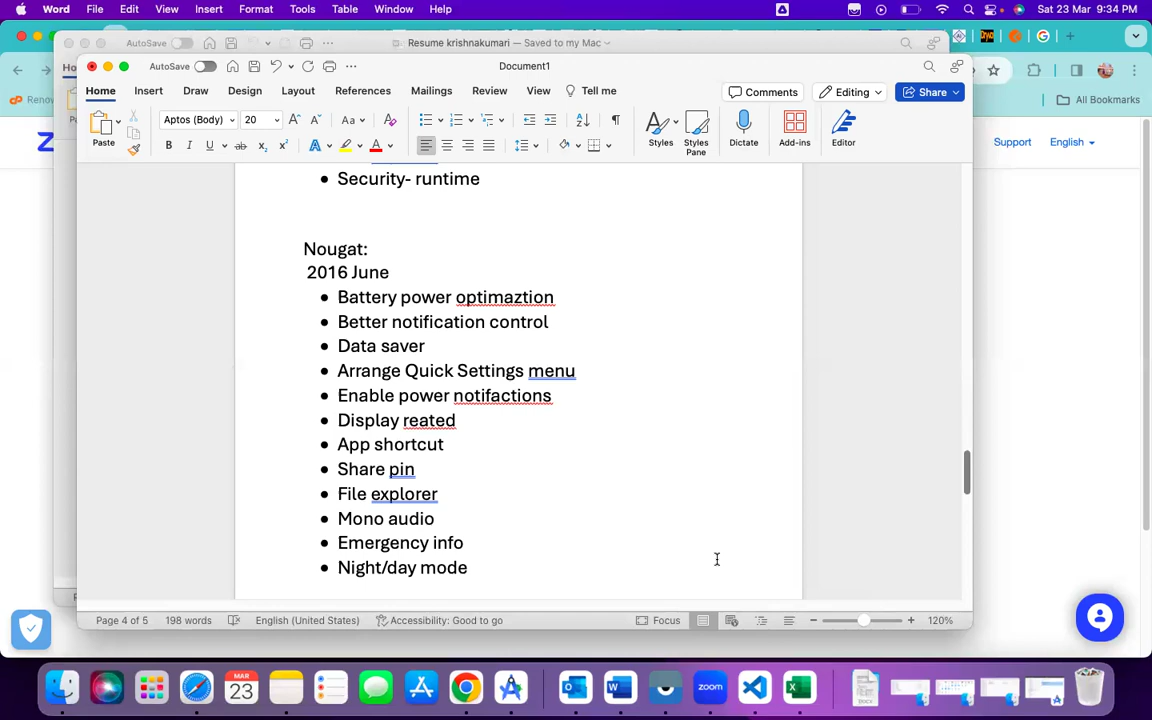 Word File Edit View Insert Format Tools Table Window Help Sat 23 Mar 9:34 PM
AutoSave Resume krishnakumari — Saved to my Mac
AutoSave Document1
Home Insert Draw Design Layout References Mailings Review View Tell me Comments Editing Share
All Bookmarks
Aptos (Body) 20 Aa
Paste Styles Styles Pane Dictate Add-ins Editor
Support English
Security- runtime
Nougat:
2016 June
Battery power optimaztion
Better notification control
Data saver
Arrange Quick Settings menu
Enable power notifactions
Display reated
App shortcut
Share pin
File explorer
Mono audio
Emergency info
Night/day mode
Page 4 of 5 198 words English (United States) Accessibility: Good to go Focus 120%
MAR
23
zoom